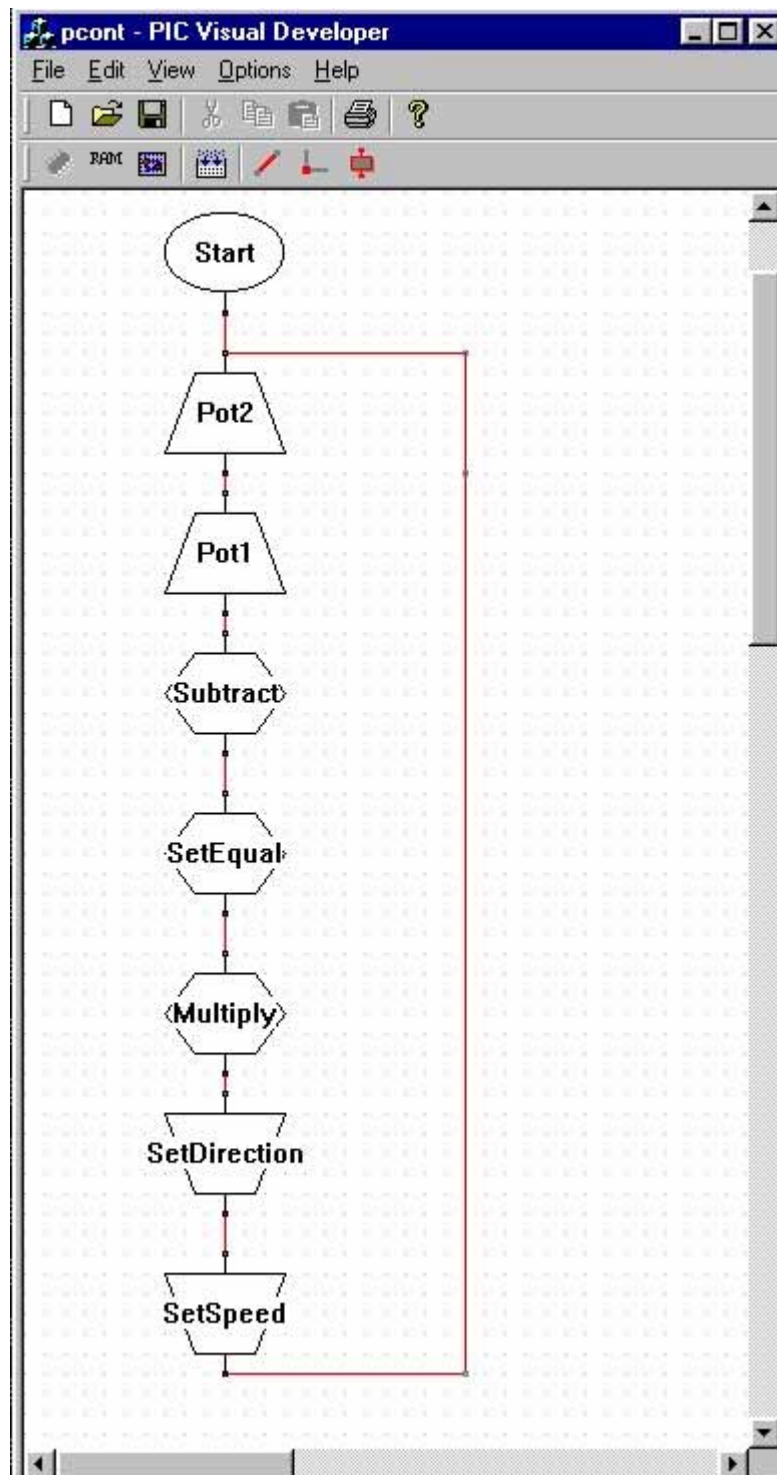 pcont - PIC Visual Developer
File Edit View Options Help
RAM
Start
Pot2
Pot1
Subtract
SetEqual
Multiply
SetDirection
SetSpeed